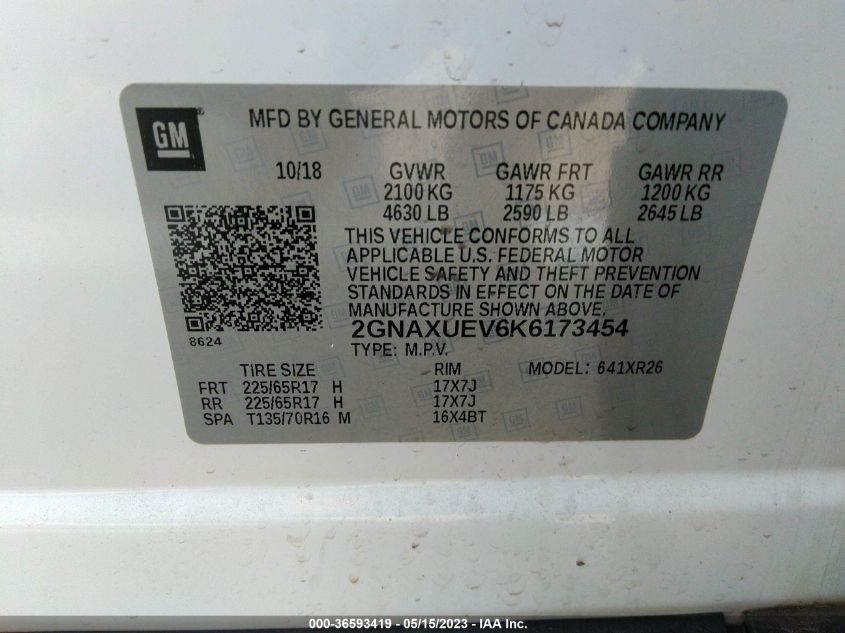 GM
MFD BY GENERAL MOTORS OF CANADA COMPANY
10/18 GVWR GAWR FRT GAWR RR
2100 KG 1175 KG 1200 KG
4630 LB 2590 LB 2645 LB
THIS VEHICLE CONFORMS TO ALL
APPLICABLE U.S. FEDERAL MOTOR
VEHICLE SAFETY AND THEFT PREVENTION
STANDARDS IN EFFECT ON THE DATE OF
MANUFACTURE SHOWN ABOVE.
8624 2GNAXUEV6K6173454
TYPE: M.P.V.
TIRE SIZE RIM MODEL: 641XR26
FRT 225/65R17 H 17X7J
RR 225/65R17 H 17X7J
SPA T135/70R16 M 16X4BT
000-36593419 - 05/15/2023 - IAA Inc.